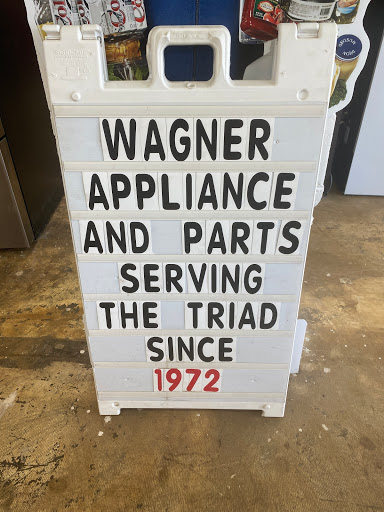 WAGNER
APPLIANCE
AND PARTS
SERVING
THE TRIAD
SINCE
1972